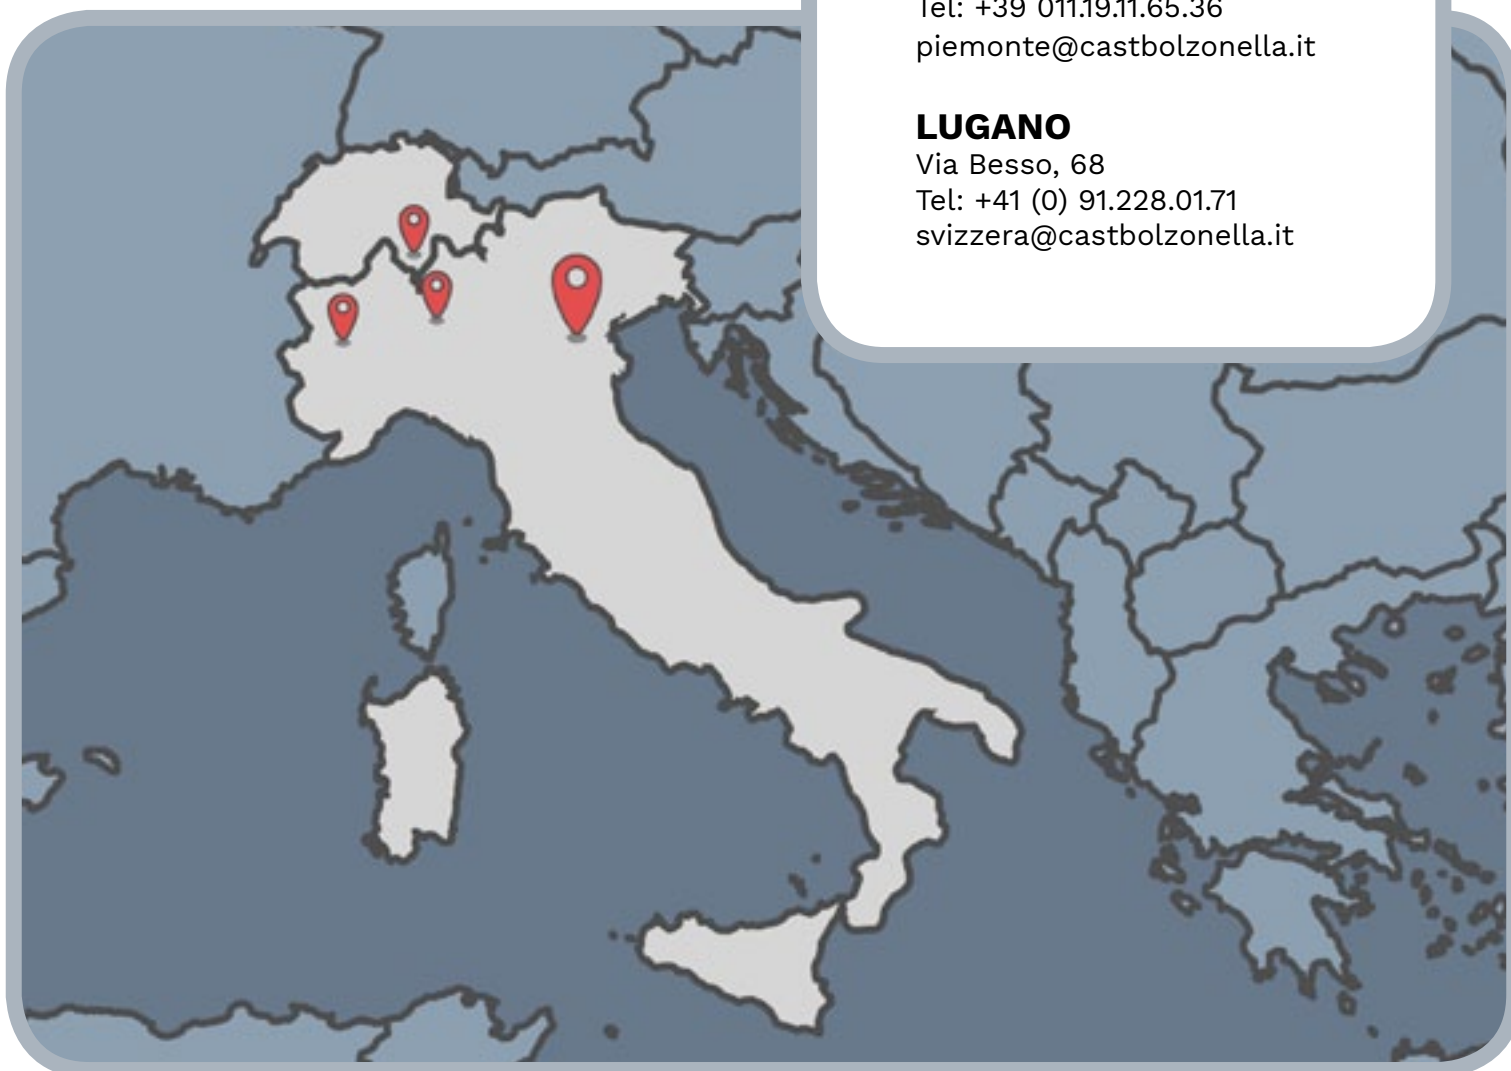 Tel: +39 011.19.11.65.36
piemonte@castbolzonella.it
LUGANO
Via Besso, 68
Tel: +41 (0) 91.228.01.71
svizzera@castbolzonella.it